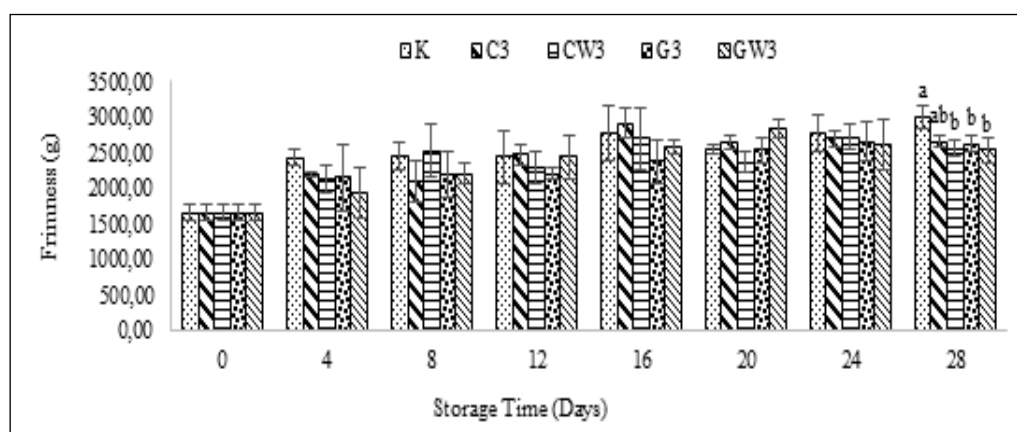 K C3 CW3 G3 GW3
3500,00
3000,00
2500,00
2000,00
1500,00
1000,00
500,00
0,00
Frimness (g)
a ab b b b
0 4 8 12 16 20 24 28
Storage Time (Days)